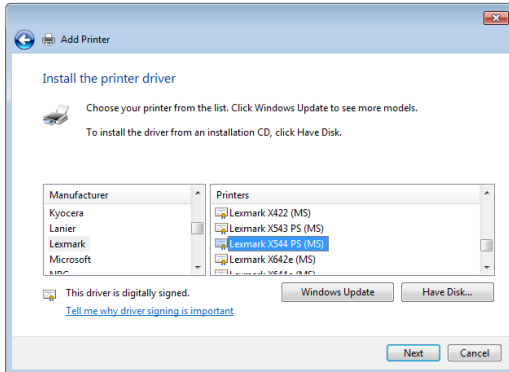 Add Printer
Install the printer driver
Choose your printer from the list. Click Windows Update to see more models.
To install the driver from an installation CD, click Have Disk.
Manufacturer
Kyocera
Lanier
Lexmark
Microsoft
Printers
Lexmark X422 (MS)
Lexmark X543 PS (MS)
Lexmark X544 PS (MS)
Lexmark X642e (MS)
This driver is digitally signed.
Tell me why driver signing is important
Windows Update
Have Disk...
Next
Cancel